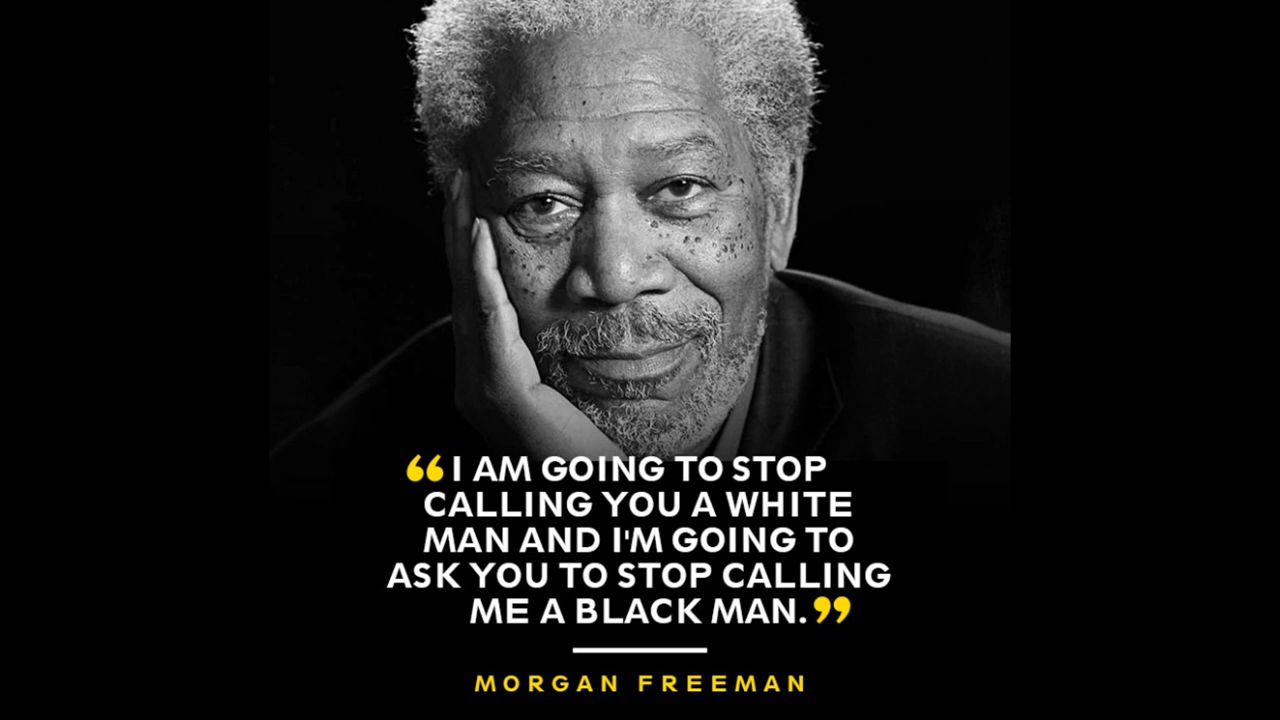 “I AM GOING TO STOP
CALLING YOU A WHITE
MAN AND I'M GOING TO
ASK YOU TO STOP CALLING
ME A BLACK MAN.”
MORGAN FREEMAN